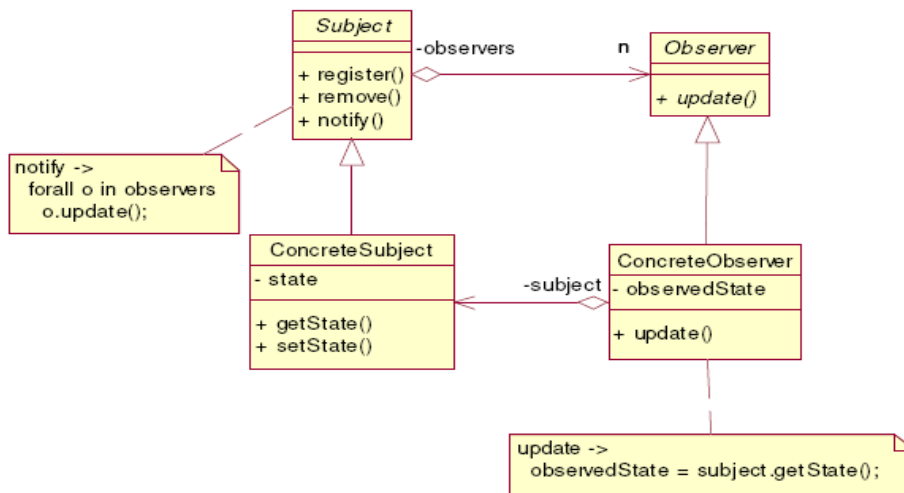 Subject
+ register()
+ remove()
+ notify()
-observers
n
Observer
+ update()
notify ->
forall o in observers
o.update();
ConcreteSubject
- state
+ getState()
+ setState()
-subject
ConcreteObserver
- observedState
+ update()
update ->
observedState = subject.getState();